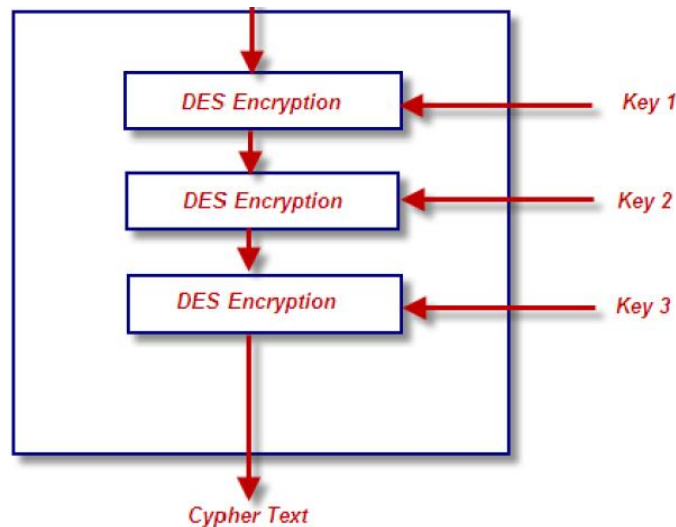 DES Encryption
Key 1
DES Encryption
Key 2
DES Encryption
Key 3
Cypher Text